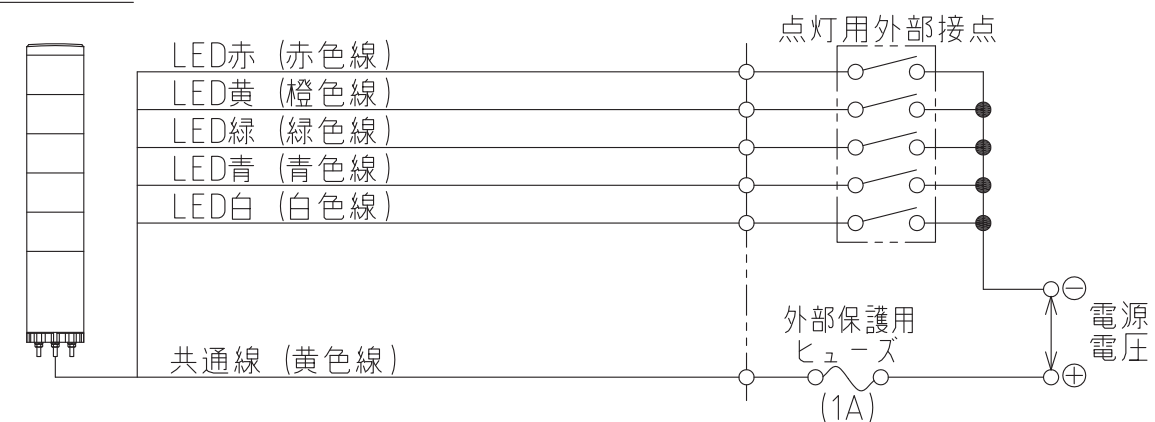 点灯用外部接点
LED赤 (赤色線)
LED黄 (橙色線)
LED緑 (緑色線)
LED青 (青色線)
LED白 (白色線)
⊖
電源
電圧
外部保護用
ヒューズ
共通線 (黄色線)
⊕
(1A)